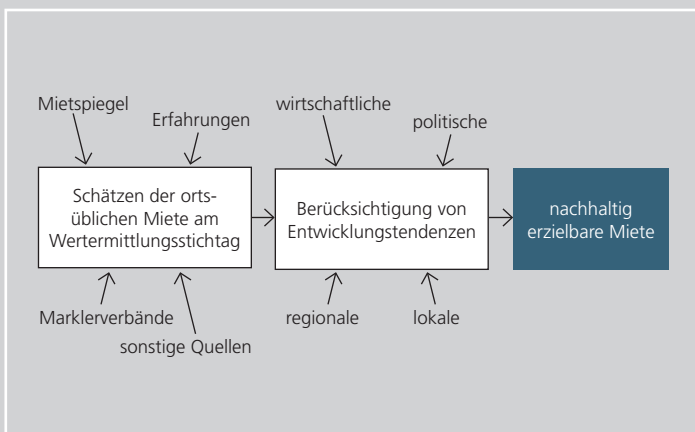 Mietspiegel
Erfahrungen
wirtschaftliche
politische
Schätzen der orts-
üblichen Miete am
Wertermittlungsstichtag
Berücksichtigung von
Entwicklungstendenzen
nachhaltig
erzielbare Miete
Marklerverbände
sonstige Quellen
regionale
lokale